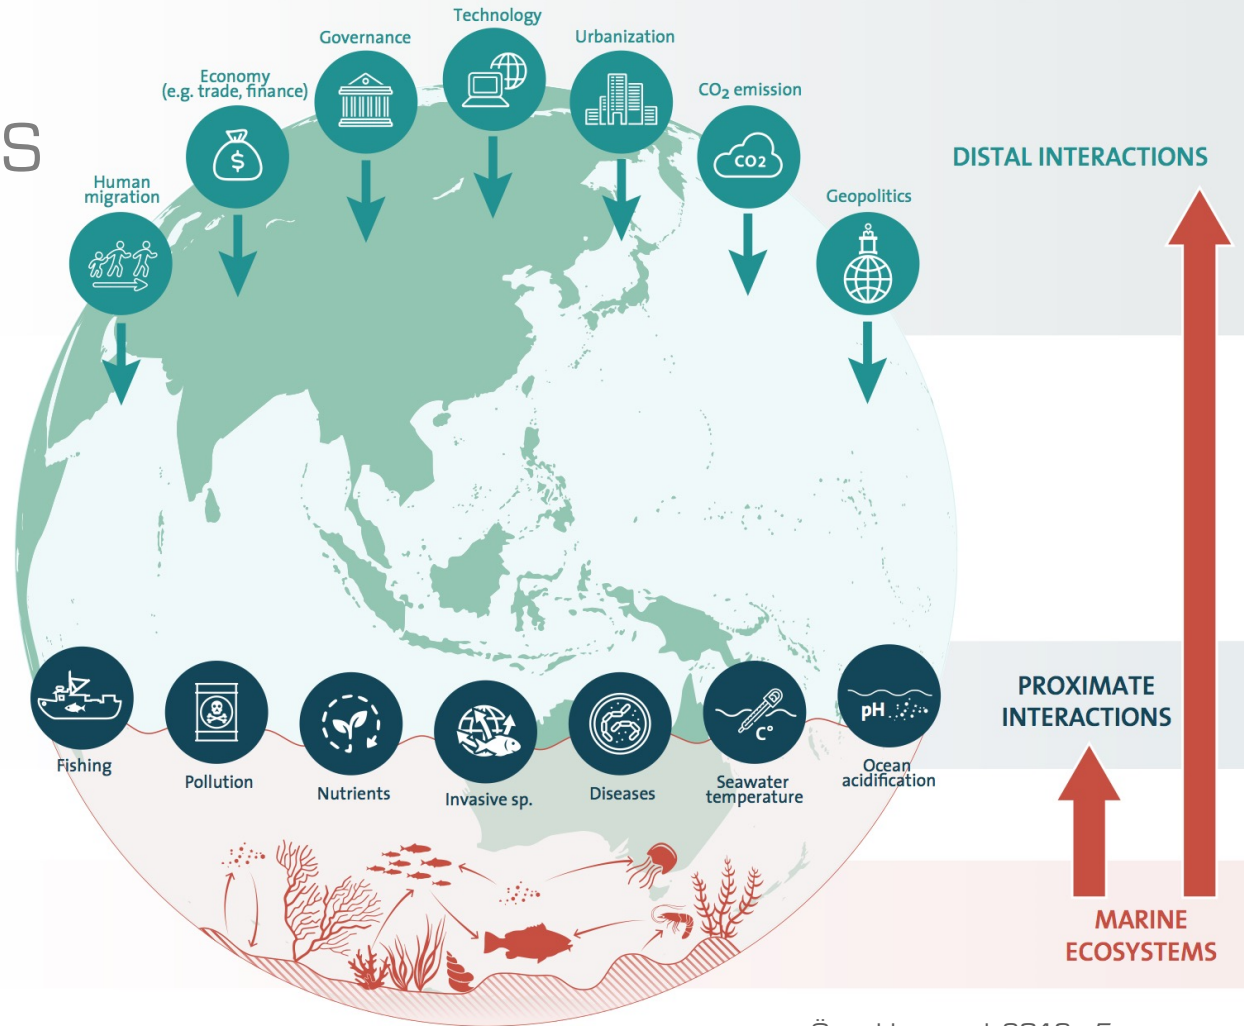 S
Technology
Governance
Urbanization
Economy
(e.g. trade, finance)
CO₂ emission
Human
migration
Geopolitics
$
CO2
DISTAL INTERACTIONS
PROXIMATE
INTERACTIONS
pH
C°
Fishing
Pollution
Nutrients
Invasive sp.
Diseases
Seawater
temperature
Ocean
acidification
MARINE
ECOSYSTEMS